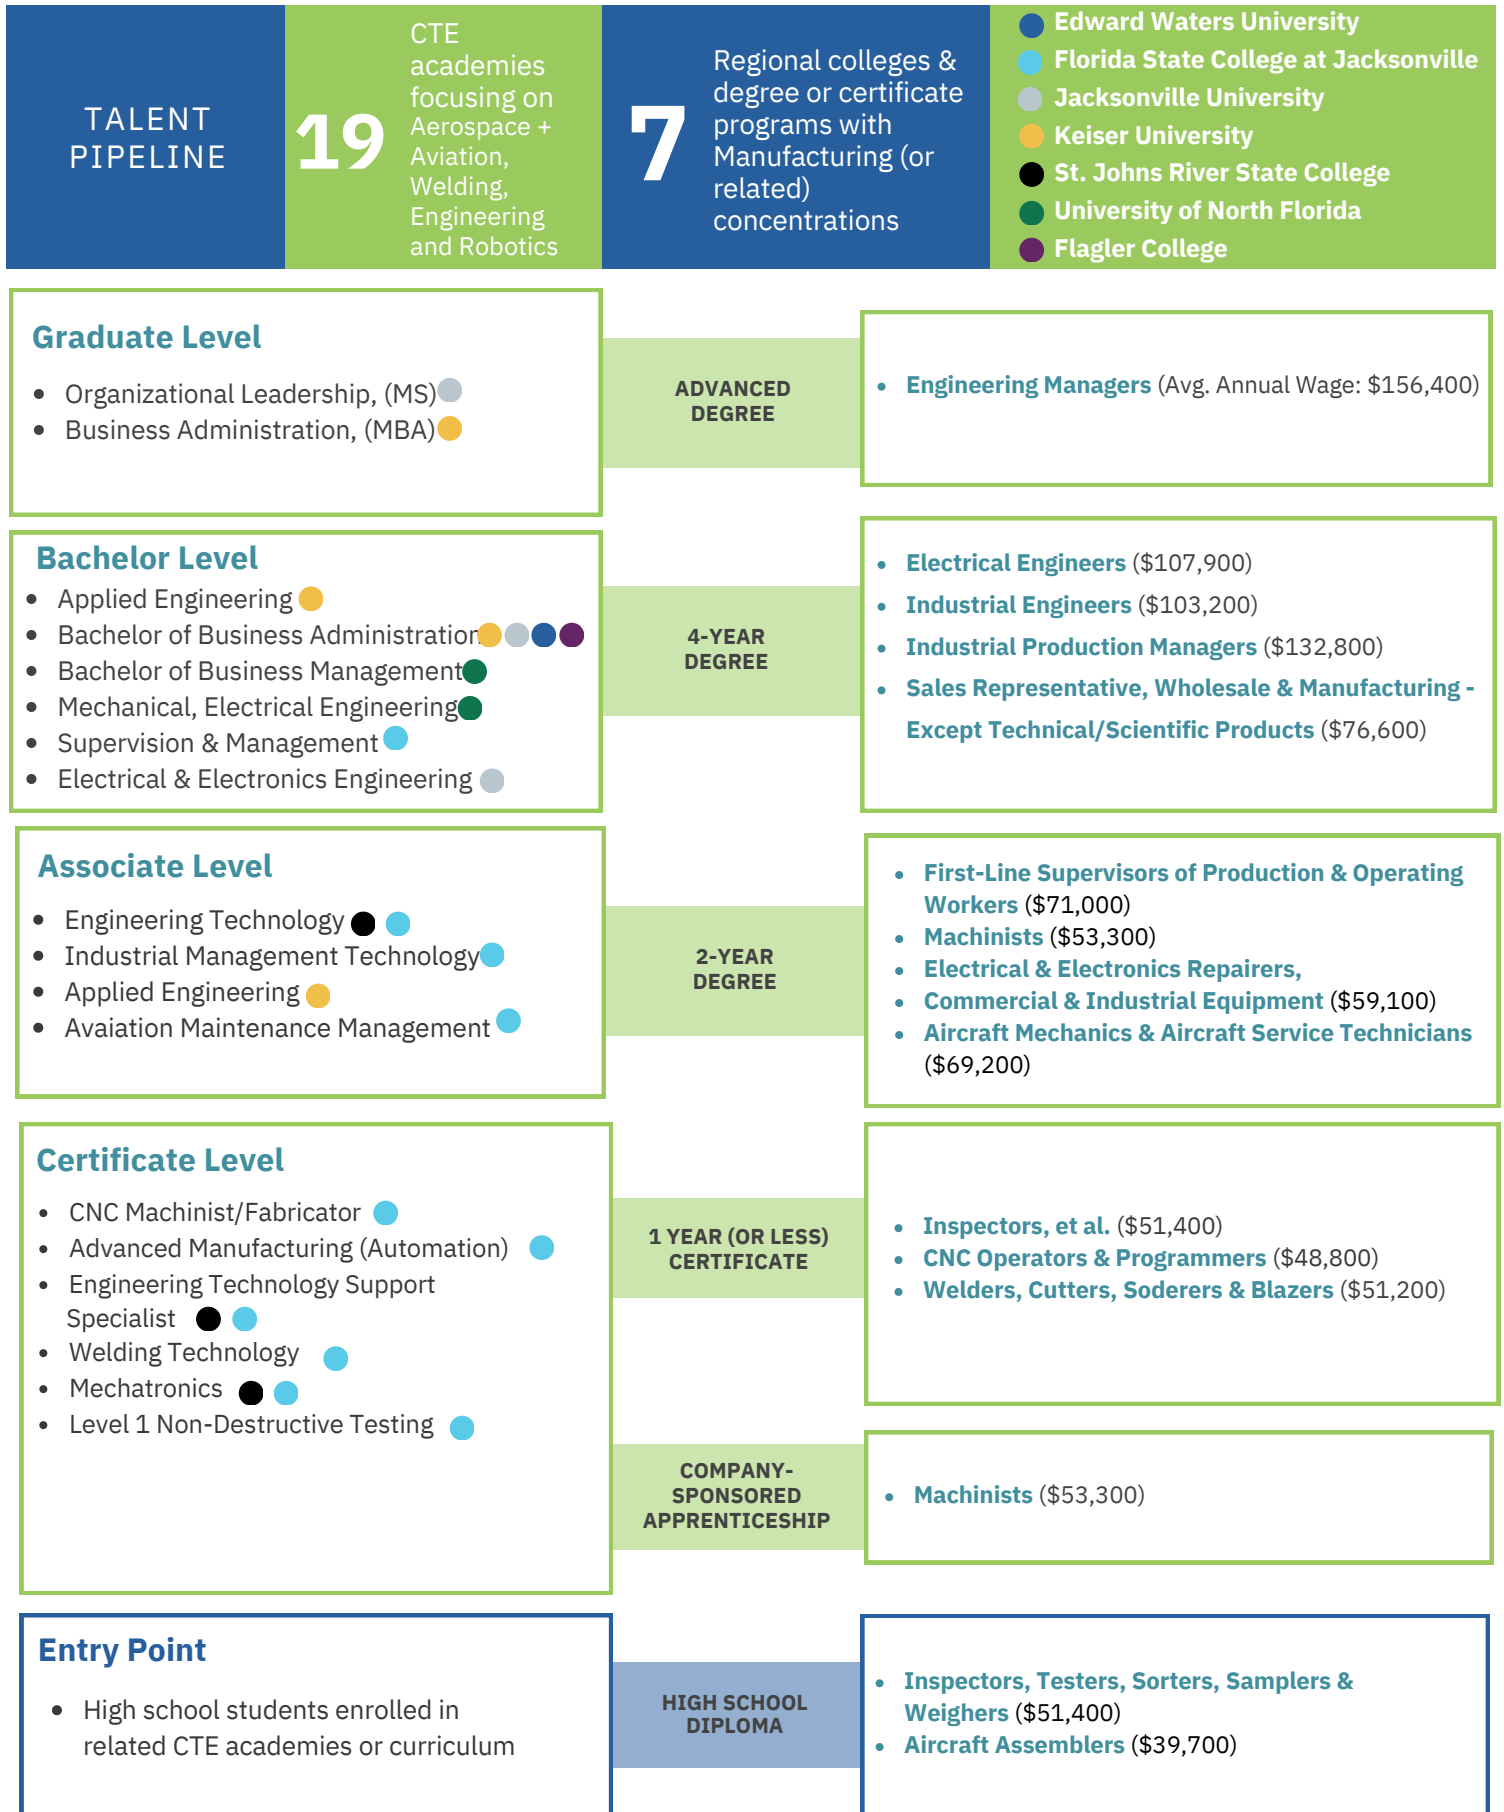 TALENT
PIPELINE
19
CTE
academies
focusing on
Aerospace +
Aviation,
Welding,
Engineering
and Robotics
7
Regional colleges &
degree or certificate
programs with
Manufacturing (or
related)
concentrations
Edward Waters University
Florida State College at Jacksonville
Jacksonville University
Keiser University
St. Johns River State College
University of North Florida
Flagler College
Graduate Level
• Organizational Leadership, (MS)
• Business Administration, (MBA)
ADVANCED
DEGREE
• Engineering Managers (Avg. Annual Wage: $156,400)
Bachelor Level
• Applied Engineering
• Bachelor of Business Administration
• Bachelor of Business Management
• Mechanical, Electrical Engineering
• Supervision & Management
• Electrical & Electronics Engineering
4-YEAR
DEGREE
• Electrical Engineers ($107,900)
• Industrial Engineers ($103,200)
• Industrial Production Managers ($132,800)
• Sales Representative, Wholesale & Manufacturing -
Except Technical/Scientific Products ($76,600)
Associate Level
• Engineering Technology
• Industrial Management Technology
• Applied Engineering
• Avaiation Maintenance Management
2-YEAR
DEGREE
• First-Line Supervisors of Production & Operating
Workers ($71,000)
• Machinists ($53,300)
• Electrical & Electronics Repairers,
• Commercial & Industrial Equipment ($59,100)
• Aircraft Mechanics & Aircraft Service Technicians
($69,200)
Certificate Level
• CNC Machinist/Fabricator
• Advanced Manufacturing (Automation)
• Engineering Technology Support
Specialist
• Welding Technology
• Mechatronics
• Level 1 Non-Destructive Testing
1 YEAR (OR LESS)
CERTIFICATE
• Inspectors, et al. ($51,400)
• CNC Operators & Programmers ($48,800)
• Welders, Cutters, Soderers & Blazers ($51,200)
COMPANY-
SPONSORED
APPRENTICESHIP
• Machinists ($53,300)
Entry Point
• High school students enrolled in
related CTE academies or curriculum
HIGH SCHOOL
DIPLOMA
• Inspectors, Testers, Sorters, Samplers &
Weighers ($51,400)
• Aircraft Assemblers ($39,700)